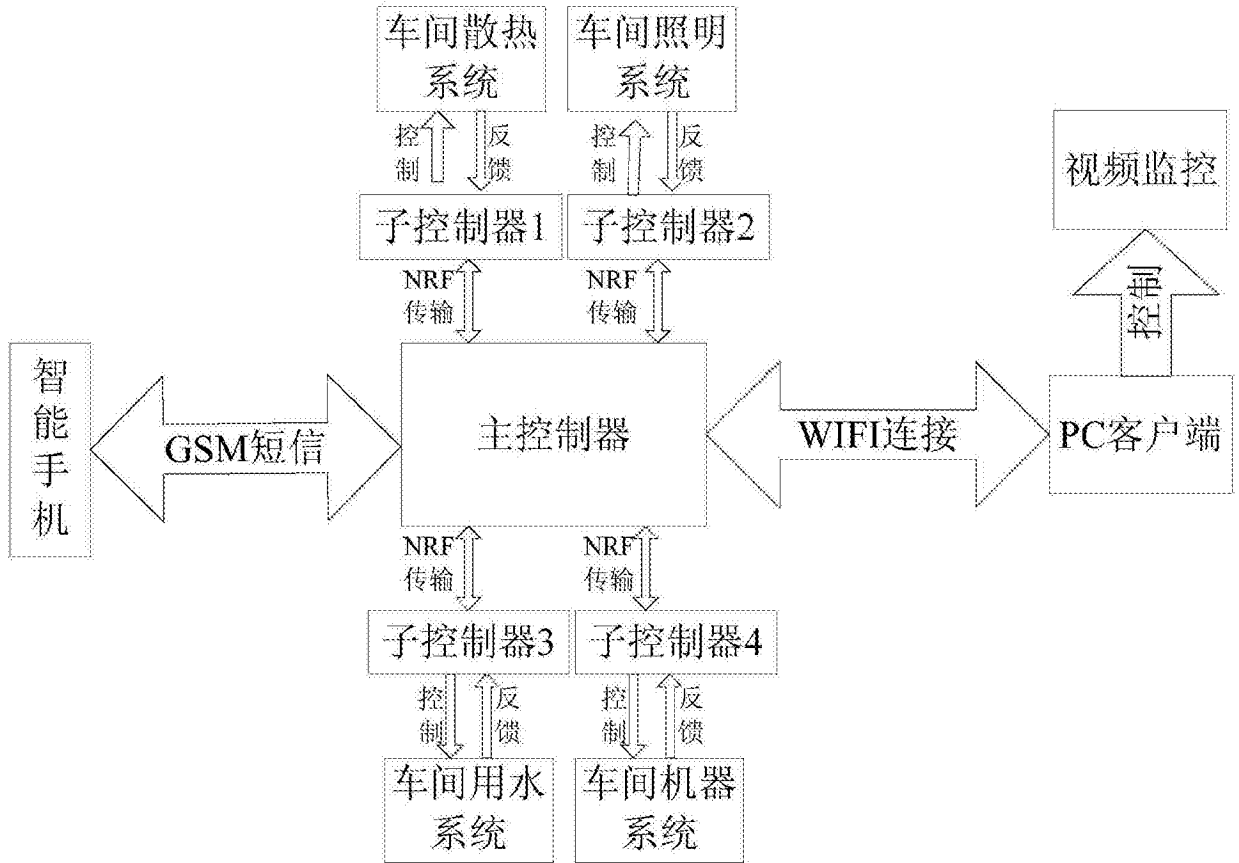 车间散热
系统
车间照明
系统
控
制
反
馈
控
制
反
馈
视频监控
子控制器1
子控制器2
NRF
传输
NRF
传输
控制
智
能
手
机
GSM短信
主控制器
WIFI连接
PC客户端
NRF
传输
NRF
传输
子控制器3
子控制器4
控
制
反
馈
控
制
反
馈
车间用水
系统
车间机器
系统